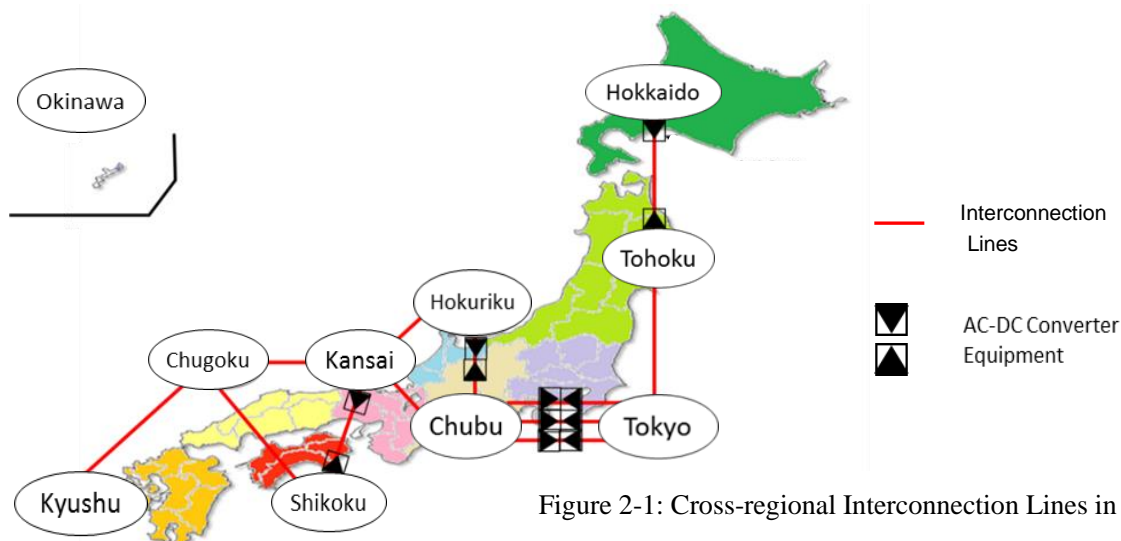 Okinawa
Hokkaido
Tohoku
Hokuriku
Chugoku
Kansai
Chubu
Tokyo
Kyushu
Shikoku
Interconnection
Lines
AC-DC Converter
Equipment
Figure 2-1: Cross-regional Interconnection Lines in